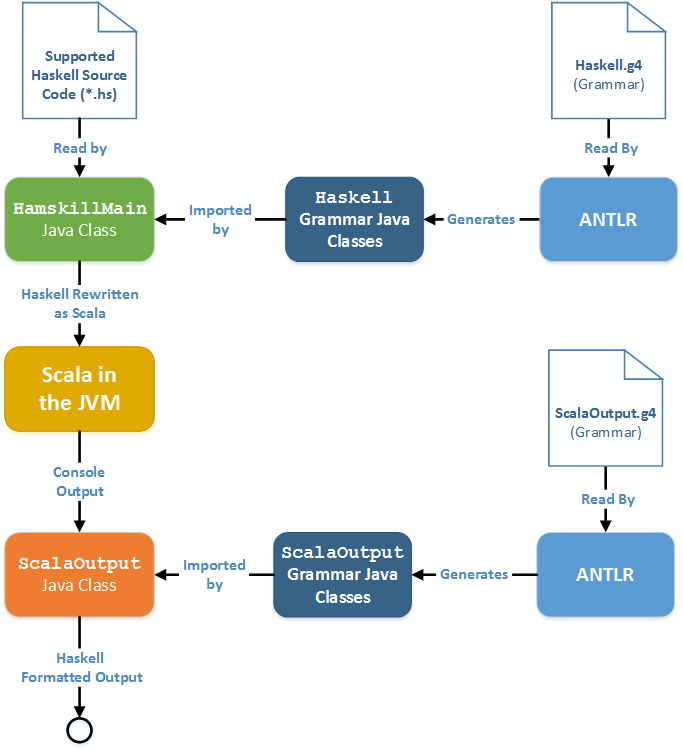 Supported
Haskell Source
Code (*.hs)
Haskell.g4
(Grammar)
Read by
Read By
HamskillMain
Java Class
Imported
by
Haskell
Grammar Java
Classes
Generates
ANTLR
Haskell Rewritten
as Scala
Scala in
the JVM
ScalaOutput.g4
(Grammar)
Console
Output
Read By
ScalaOutput
Java Class
Imported
by
ScalaOutput
Grammar Java
Classes
Generates
ANTLR
Haskell
Formatted Output